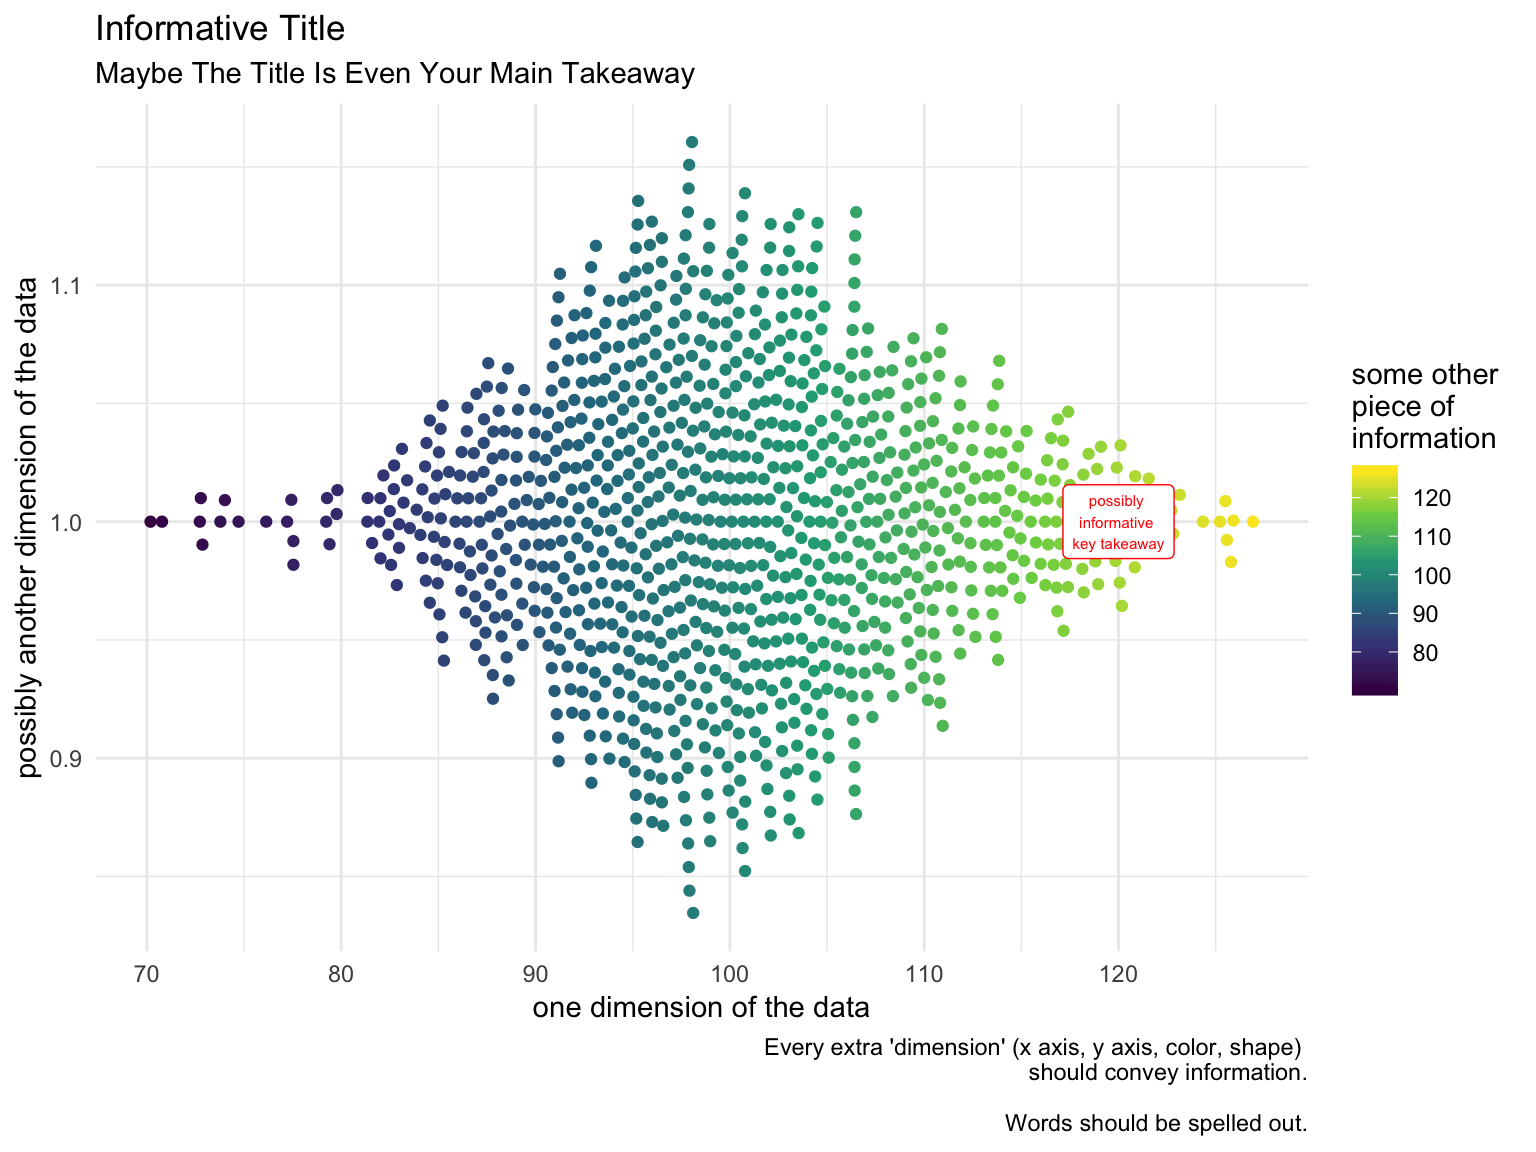 Informative Title
Maybe The Title Is Even Your Main Takeaway
possibly another dimension of the data
1.1
1.0
0.9
possibly
informative
key takeaway
70
80
90
100
110
120
one dimension of the data
some other
piece of
information
120
110
100
90
80
Every extra 'dimension' (x axis, y axis, color, shape)
should convey information.
Words should be spelled out.